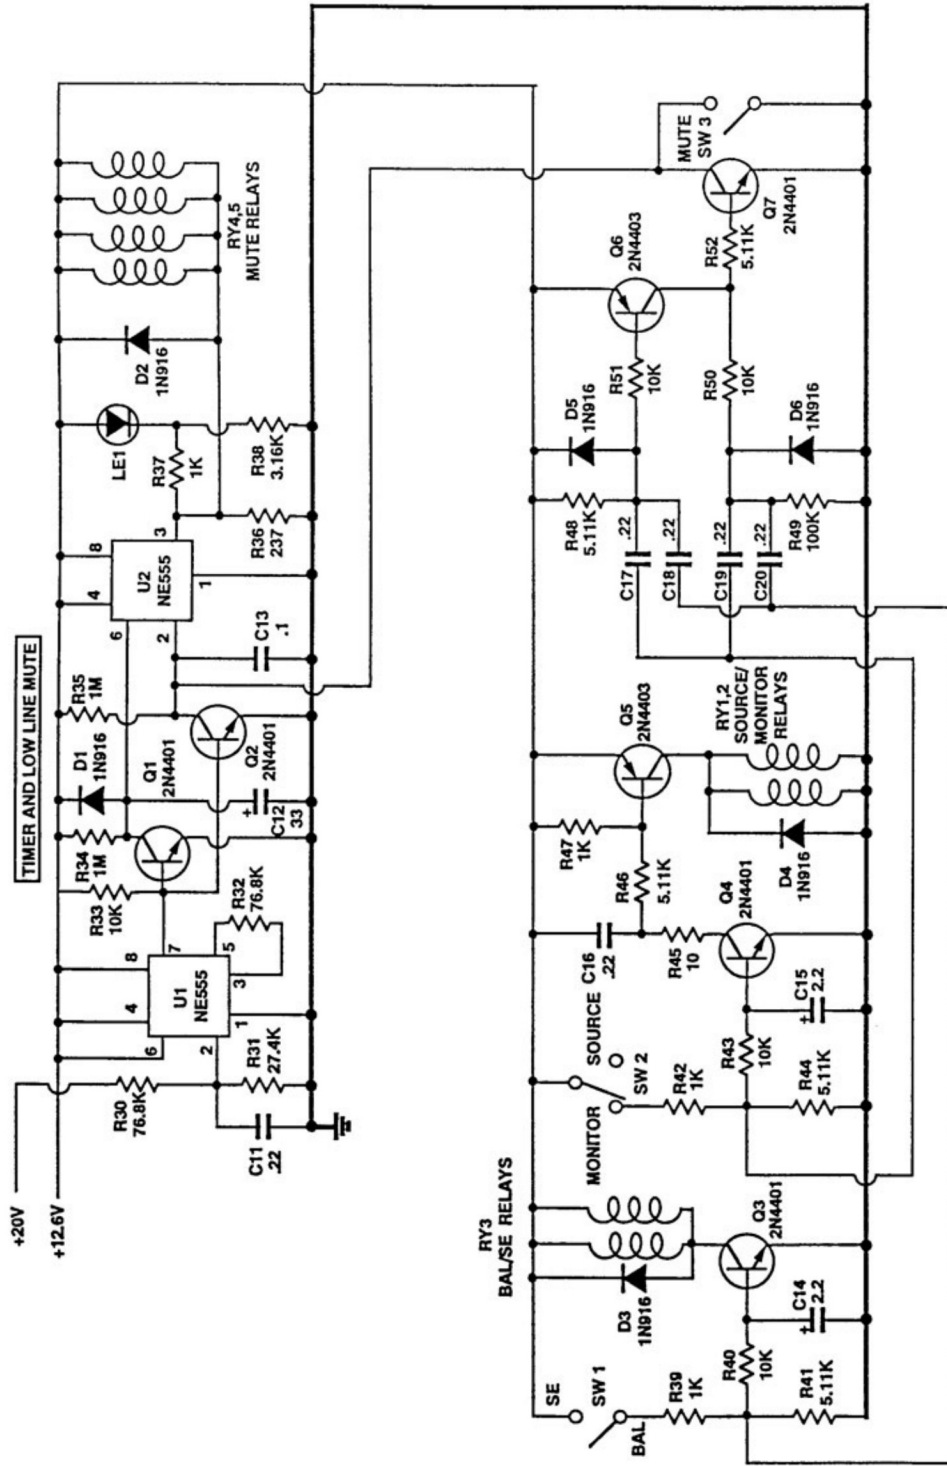 TIMER AND LOW LINE MUTE
+20V
+12.6V
R30
76.8K
C11
.22
R31
27.4K
U1
NE555
6
4
8
2
1
3
5
7
R32
76.8K
R33
10K
R34
1M
D1
1N916
R35
1M
Q1
2N4401
Q2
2N4401
+
C12
33
C13
.1
U2
NE555
6
4
8
2
1
3
R36
237
R37
1K
R38
3.16K
LE1
D2
1N916
RY4,5
MUTE RELAYS
SE
SW 1
BAL
R39
1K
R40
10K
R41
5.11K
RY3
BAL/SE RELAYS
D3
1N916
Q3
2N4401
+
C14
2.2
MONITOR
SOURCE
SW 2
R42
1K
R43
10K
R44
5.11K
C16
.22
R45
10
Q4
2N4401
+
C15
2.2
R46
5.11K
R47
1K
Q5
2N4403
D4
1N916
RY1,2
SOURCE/
MONITOR
RELAYS
R48
5.11K
C17
.22
C18
.22
C19
.22
C20
.22
R49
100K
D5
1N916
D6
1N916
R51
10K
R50
10K
Q6
2N4403
R52
5.11K
Q7
2N4401
MUTE
SW 3